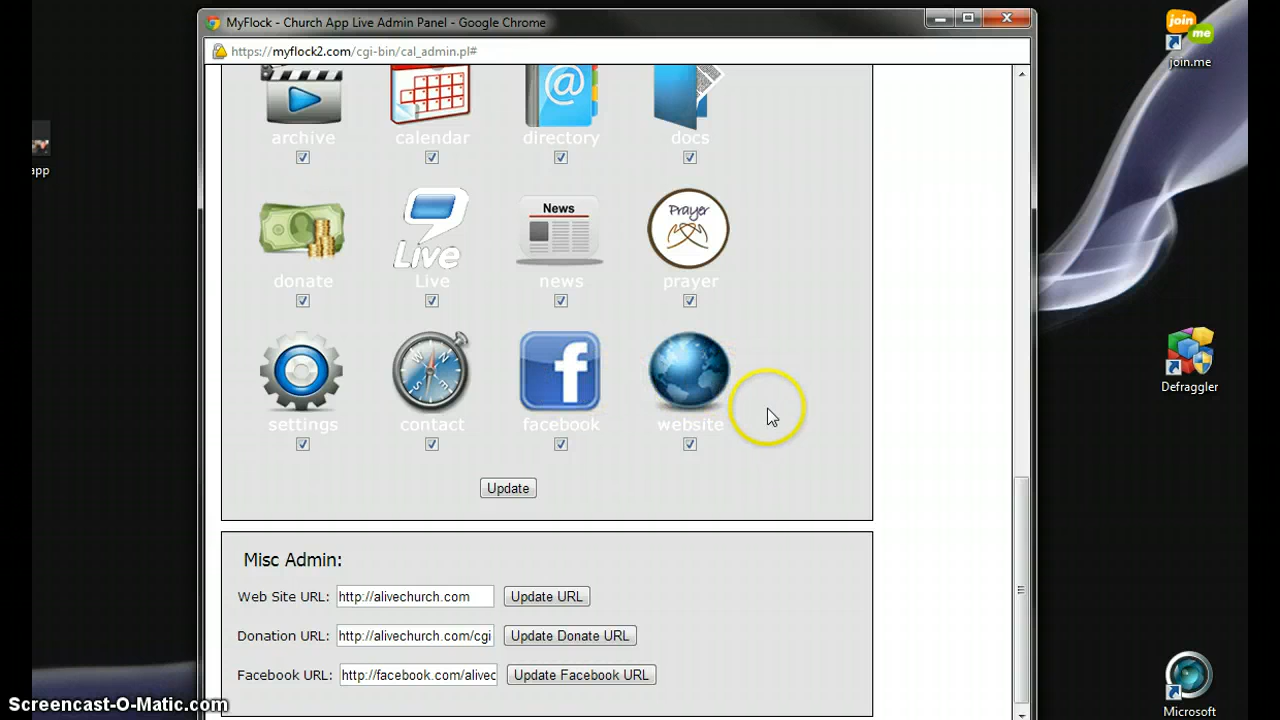 MyFlock - Church App Live Admin Panel - Google Chrome
https://myflock2.com/cgi-bin/cal_admin.pl#
join
me
join.me
app
@
archive
calendar
directory
docs
Live
News
Prayer
donate
Live
news
prayer
N
W
E
S
f
settings
contact
facebook
website
Defraggler
Update
Misc Admin:
Web Site URL: http://alivechurch.com Update URL
Donation URL: http://alivechurch.com/cgi Update Donate URL
Facebook URL: http://facebook.com/alivec Update Facebook URL
Microsoft
Screencast-O-Matic.com